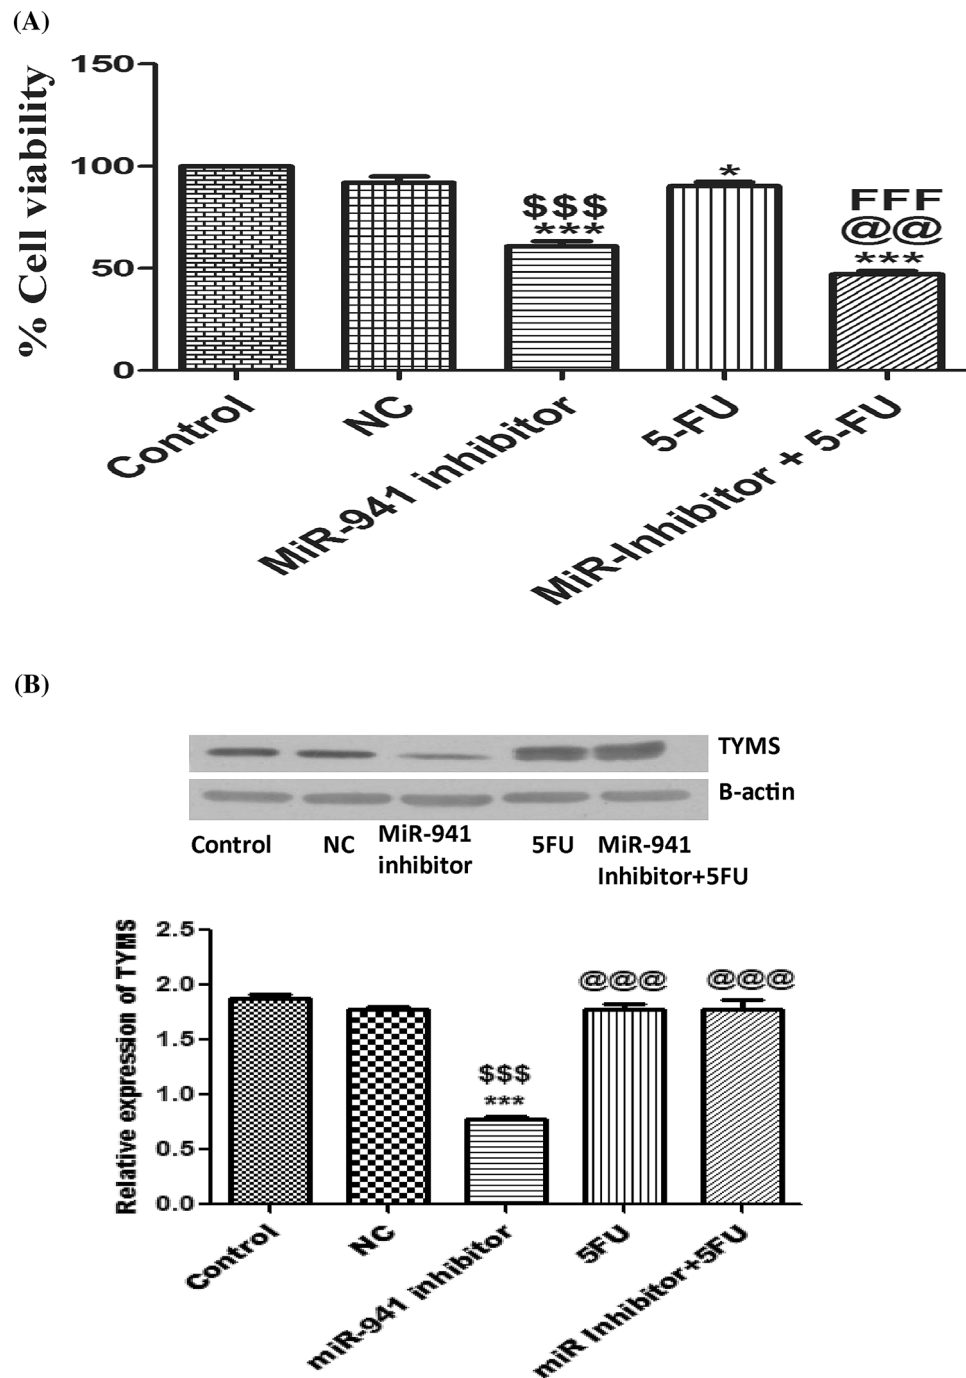 (A)
% Cell viability
150
100
50
0
$$$
***
*
FFF
@@
***
Control
NC
MiR-941 inhibitor
5-FU
MiR-Inhibitor + 5-FU
(B)
TYMS
B-actin
Control
NC
MiR-941
inhibitor
5FU
MiR-941
Inhibitor+5FU
Relative expression of TYMS
2.5
2.0
1.5
1.0
0.5
0.0
$$$
***
@@@
@@@
Control
NC
miR-941 inhibitor
5FU
miR Inhibitor+5FU